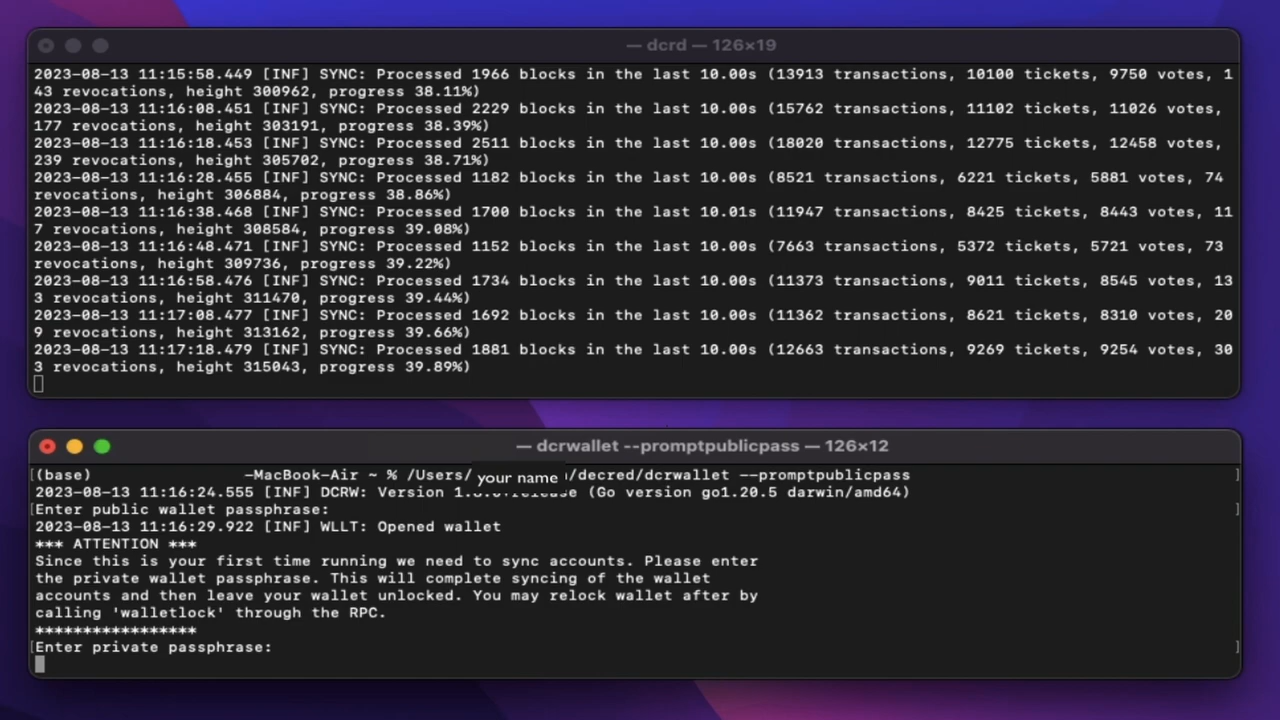 — dcrd — 126×19
2023-08-13 11:15:58.449 [INF] SYNC: Processed 1966 blocks in the last 10.00s (13913 transactions, 10100 tickets, 9750 votes, 1
43 revocations, height 300962, progress 38.11%)
2023-08-13 11:16:08.451 [INF] SYNC: Processed 2229 blocks in the last 10.00s (15762 transactions, 11102 tickets, 11026 votes,
177 revocations, height 303191, progress 38.39%)
2023-08-13 11:16:18.453 [INF] SYNC: Processed 2511 blocks in the last 10.00s (18020 transactions, 12775 tickets, 12458 votes,
239 revocations, height 305702, progress 38.71%)
2023-08-13 11:16:28.455 [INF] SYNC: Processed 1182 blocks in the last 10.00s (8521 transactions, 6221 tickets, 5881 votes, 74
revocations, height 306884, progress 38.86%)
2023-08-13 11:16:38.468 [INF] SYNC: Processed 1700 blocks in the last 10.01s (11947 transactions, 8425 tickets, 8443 votes, 11
7 revocations, height 308584, progress 39.08%)
2023-08-13 11:16:48.471 [INF] SYNC: Processed 1152 blocks in the last 10.00s (7663 transactions, 5372 tickets, 5721 votes, 73
revocations, height 309736, progress 39.22%)
2023-08-13 11:16:58.476 [INF] SYNC: Processed 1734 blocks in the last 10.00s (11373 transactions, 9011 tickets, 8545 votes, 13
3 revocations, height 311470, progress 39.44%)
2023-08-13 11:17:08.477 [INF] SYNC: Processed 1692 blocks in the last 10.00s (11362 transactions, 8621 tickets, 8310 votes, 20
9 revocations, height 313162, progress 39.66%)
2023-08-13 11:17:18.479 [INF] SYNC: Processed 1881 blocks in the last 10.00s (12663 transactions, 9269 tickets, 9254 votes, 30
3 revocations, height 315043, progress 39.89%)
— dcrwallet --promptpublicpass — 126×12
[(base) -MacBook-Air ~ % /Users/ your name /decred/dcrwallet --promptpublicpass ]
2023-08-13 11:16:24.555 [INF] DCRW: Version (Go version go1.20.5 darwin/amd64)
[Enter public wallet passphrase: ]
2023-08-13 11:16:29.922 [INF] WLLT: Opened wallet
*** ATTENTION ***
Since this is your first time running we need to sync accounts. Please enter
the private wallet passphrase. This will complete syncing of the wallet
accounts and then leave your wallet unlocked. You may relock wallet after by
calling 'walletlock' through the RPC.
*****************
[Enter private passphrase: ]